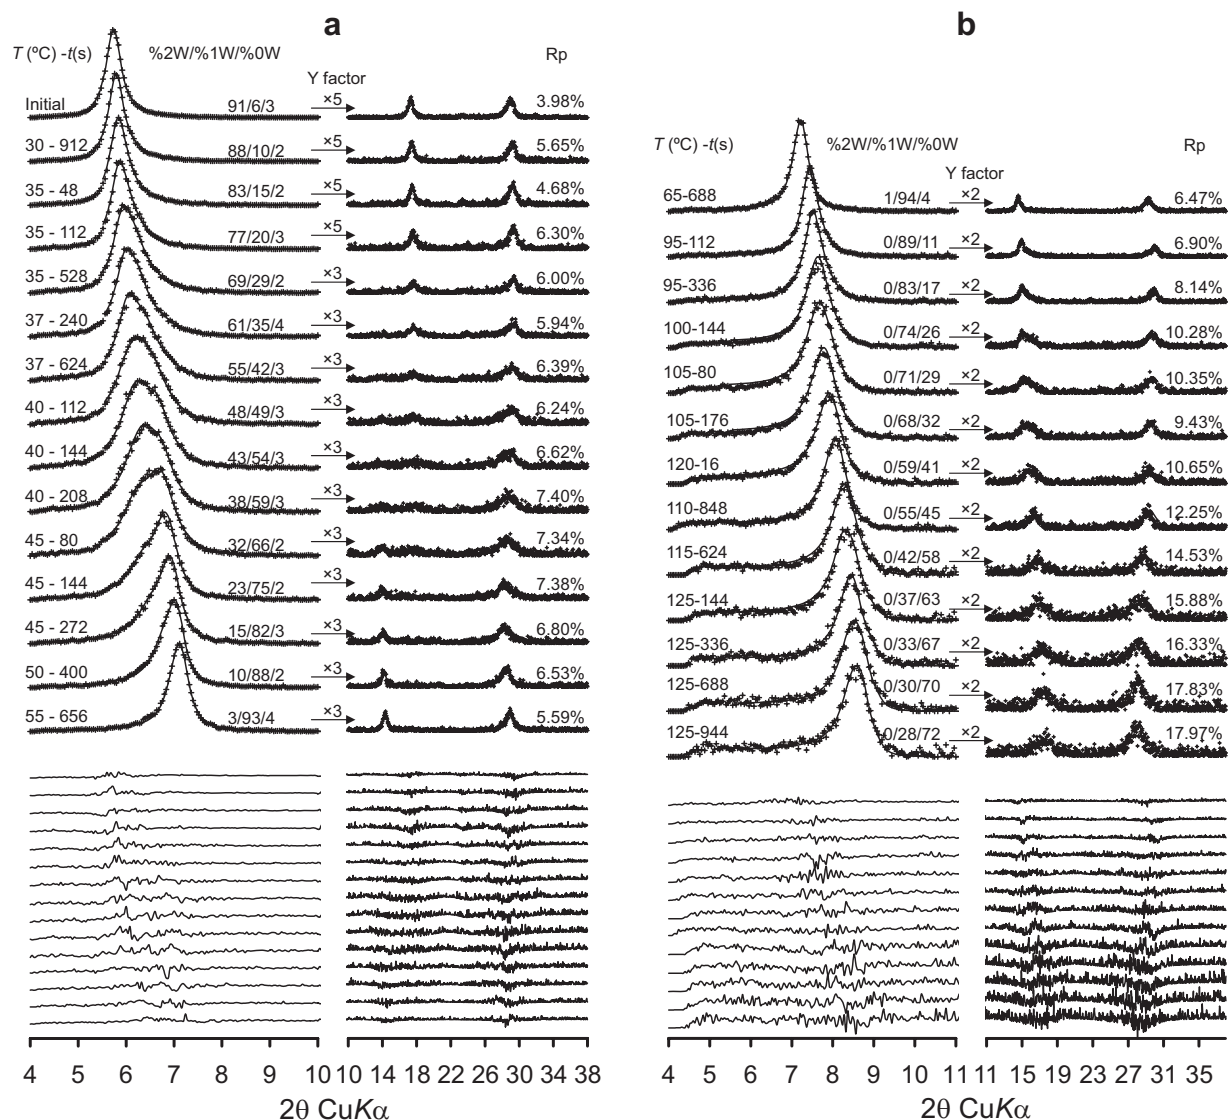 a
T (ºC) -t(s) %2W/%1W/%0W Rp
Y factor
Initial 91/6/3 ×5 3.98%
30 - 912 88/10/2 ×5 5.65%
35 - 48 83/15/2 ×5 4.68%
35 - 112 77/20/3 ×5 6.30%
35 - 528 69/29/2 ×3 6.00%
37 - 240 61/35/4 ×3 5.94%
37 - 624 55/42/3 ×3 6.39%
40 - 112 48/49/3 ×3 6.24%
40 - 144 43/54/3 ×3 6.62%
40 - 208 38/59/3 ×3 7.40%
45 - 80 32/66/2 ×3 7.34%
45 - 144 23/75/2 ×3 7.38%
45 - 272 15/82/3 ×3 6.80%
50 - 400 10/88/2 ×3 6.53%
55 - 656 3/93/4 ×3 5.59%
4 5 6 7 8 9 10 10 14 18 22 26 30 34 38
2θ CuKα
b
T (ºC) -t(s) %2W/%1W/%0W Rp
Y factor
65-688 1/94/4 ×2 6.47%
95-112 0/89/11 ×2 6.90%
95-336 0/83/17 ×2 8.14%
100-144 0/74/26 ×2 10.28%
105-80 0/71/29 ×2 10.35%
105-176 0/68/32 ×2 9.43%
120-16 0/59/41 ×2 10.65%
110-848 0/55/45 ×2 12.25%
115-624 0/42/58 ×2 14.53%
125-144 0/37/63 ×2 15.88%
125-336 0/33/67 ×2 16.33%
125-688 0/30/70 ×2 17.83%
125-944 0/28/72 ×2 17.97%
4 5 6 7 8 9 10 11 11 15 19 23 27 31 35
2θ CuKα